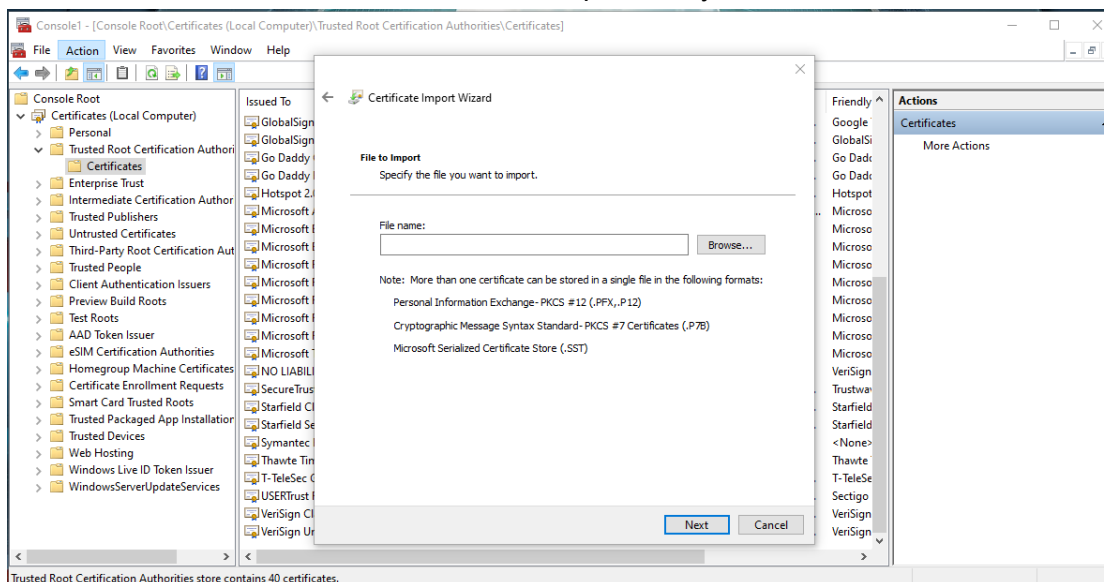 Console1 - [Console Root\Certificates (Local Computer)\Trusted Root Certification Authorities\Certificates]
File Action View Favorites Window Help
Console Root
Certificates (Local Computer)
Personal
Trusted Root Certification Authori
Certificates
Enterprise Trust
Intermediate Certification Author
Trusted Publishers
Untrusted Certificates
Third-Party Root Certification Aut
Trusted People
Client Authentication Issuers
Preview Build Roots
Test Roots
AAD Token Issuer
eSIM Certification Authorities
Homegroup Machine Certificates
Certificate Enrollment Requests
Smart Card Trusted Roots
Trusted Packaged App Installation
Trusted Devices
Web Hosting
Windows Live ID Token Issuer
WindowsServerUpdateServices
Issued To
GlobalSign
GlobalSign
Go Daddy
Go Daddy
Hotspot 2.
Microsoft
Microsoft
Microsoft
Microsoft
Microsoft
Microsoft
Microsoft
Microsoft
Microsoft
NO LIABILI
SecureTrus
Starfield Cl
Starfield Se
Symantec
Thawte Tin
T-TeleSec
USERTrust
VeriSign Cl
VeriSign Un
Certificate Import Wizard
File to Import
Specify the file you want to import.
File name:
Browse...
Note: More than one certificate can be stored in a single file in the following formats:
Personal Information Exchange- PKCS #12 (.PFX,.P12)
Cryptographic Message Syntax Standard- PKCS #7 Certificates (.P7B)
Microsoft Serialized Certificate Store (.SST)
Next Cancel
Friendly
Google
GlobalSi
Go Dadd
Go Dadd
Hotspot
Microso
Microso
Microso
Microso
Microso
Microso
Microso
Microso
Microso
VeriSign
Trustwa
Starfield
Starfield
<None>
Thawte
T-TeleSe
Sectigo
VeriSign
VeriSign
Actions
Certificates
More Actions
Trusted Root Certification Authorities store contains 40 certificates.